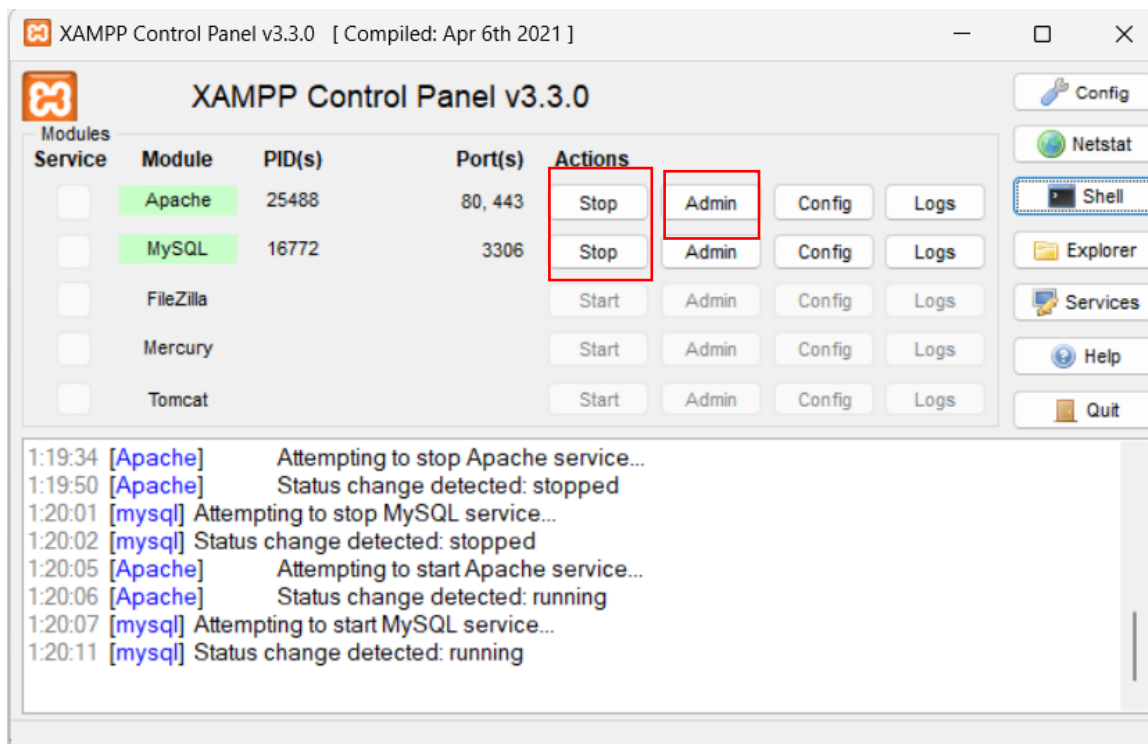 XAMPP Control Panel v3.3.0 [ Compiled: Apr 6th 2021 ]
XAMPP Control Panel v3.3.0
Config
Modules
Service Module PID(s) Port(s) Actions
Netstat
Apache 25488 80, 443 Stop Admin Config Logs
Shell
MySQL 16772 3306 Stop Admin Config Logs
Explorer
FileZilla Start Admin Config Logs
Services
Mercury Start Admin Config Logs
Help
Tomcat Start Admin Config Logs
Quit
1:19:34 [Apache] Attempting to stop Apache service...
1:19:50 [Apache] Status change detected: stopped
1:20:01 [mysql] Attempting to stop MySQL service...
1:20:02 [mysql] Status change detected: stopped
1:20:05 [Apache] Attempting to start Apache service...
1:20:06 [Apache] Status change detected: running
1:20:07 [mysql] Attempting to start MySQL service...
1:20:11 [mysql] Status change detected: running